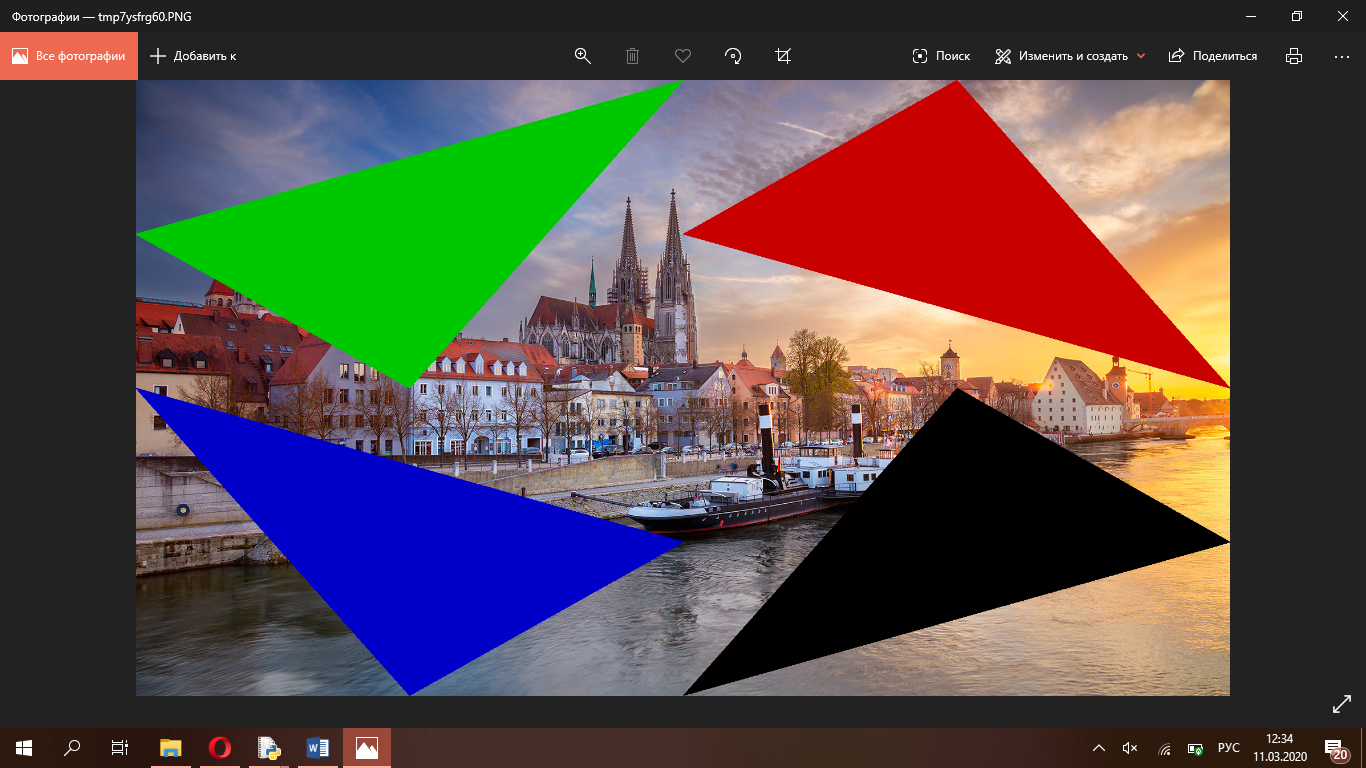 Фотографии — tmp7ysfrg60.PNG
Все фотографии
Добавить к
Поиск
Изменить и создать
Поделиться
РУС
12:34
11.03.2020
20